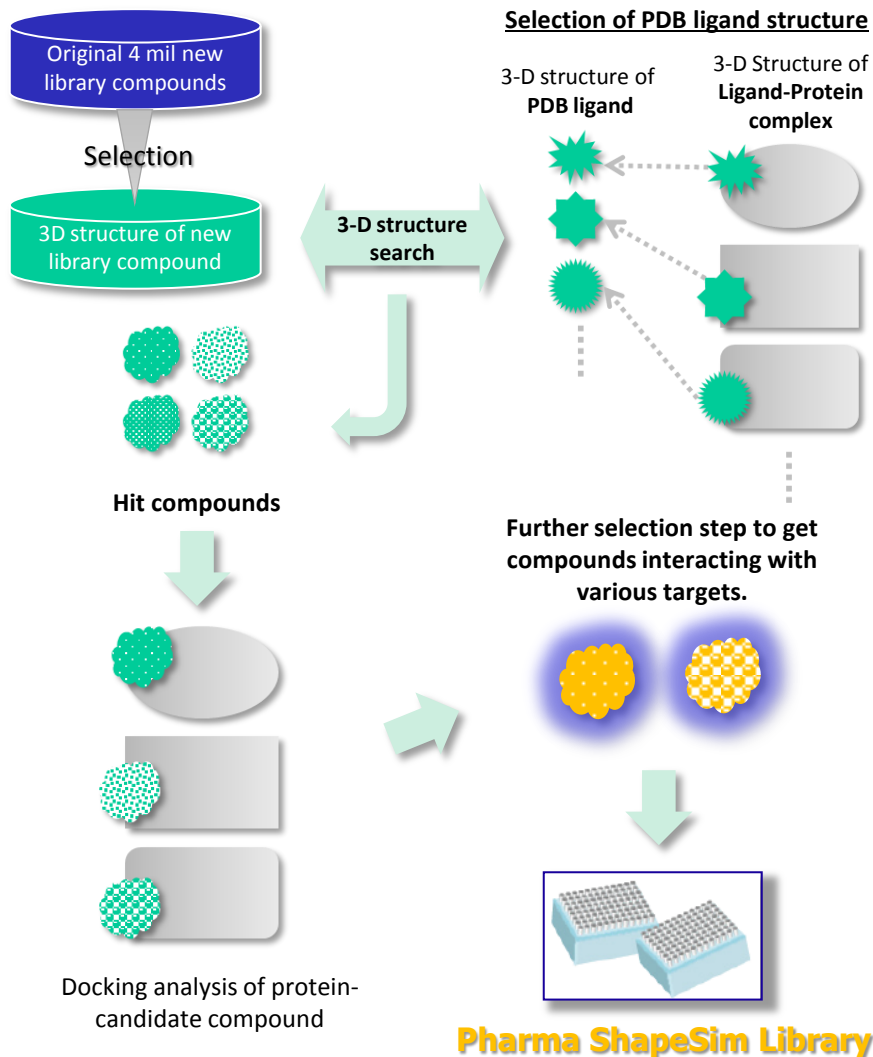 Original 4 mil new
library compounds
Selection
3D structure of new
library compound
3-D structure
search
Selection of PDB ligand structure
3-D structure of
PDB ligand
3-D Structure of
Ligand-Protein
complex
Hit compounds
Docking analysis of protein-
candidate compound
Further selection step to get
compounds interacting with
various targets.
Pharma ShapeSim Library